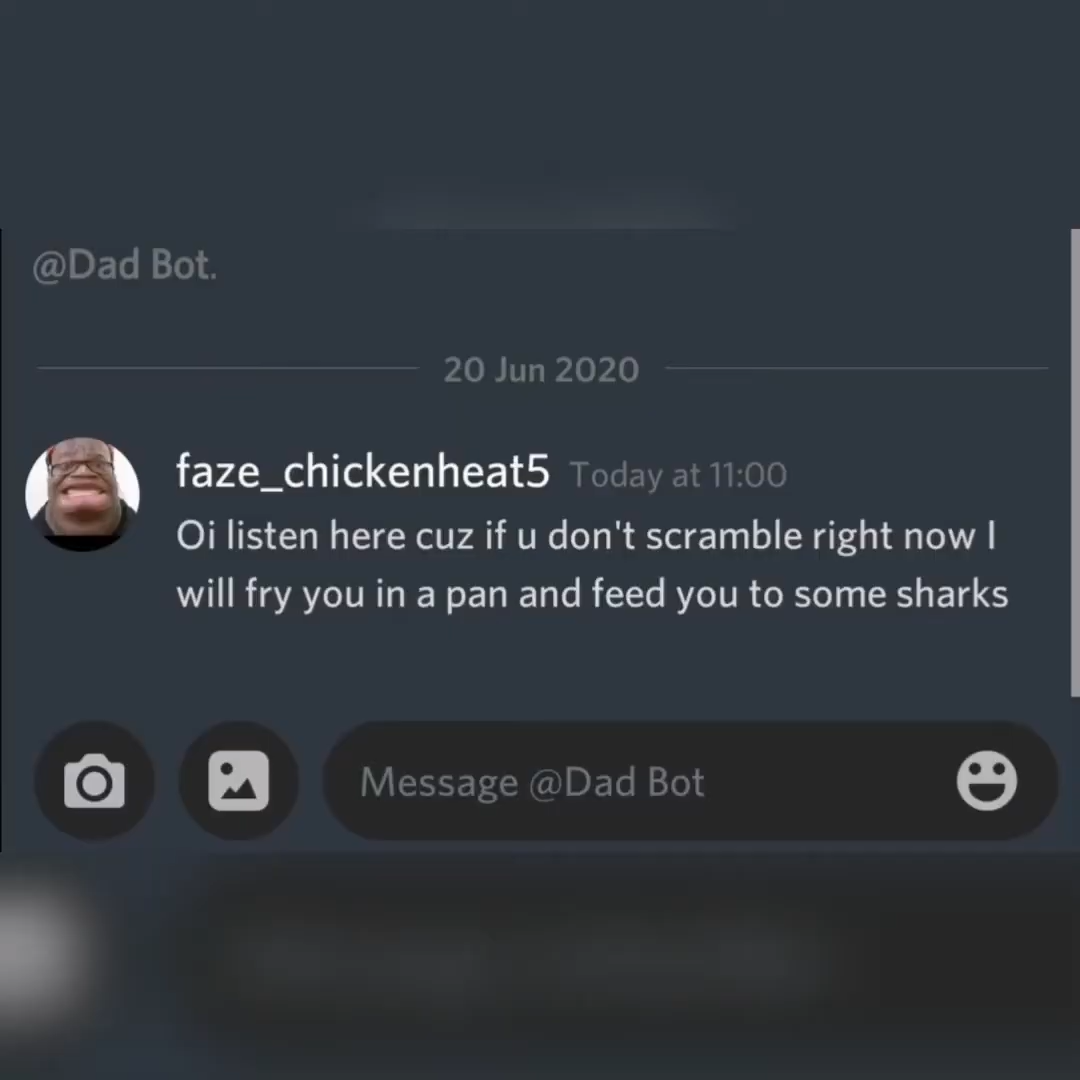 @Dad Bot.
20 Jun 2020
faze_chickenheat5 Today at 11:00
Oi listen here cuz if u don't scramble right now I
will fry you in a pan and feed you to some sharks
Message @Dad Bot